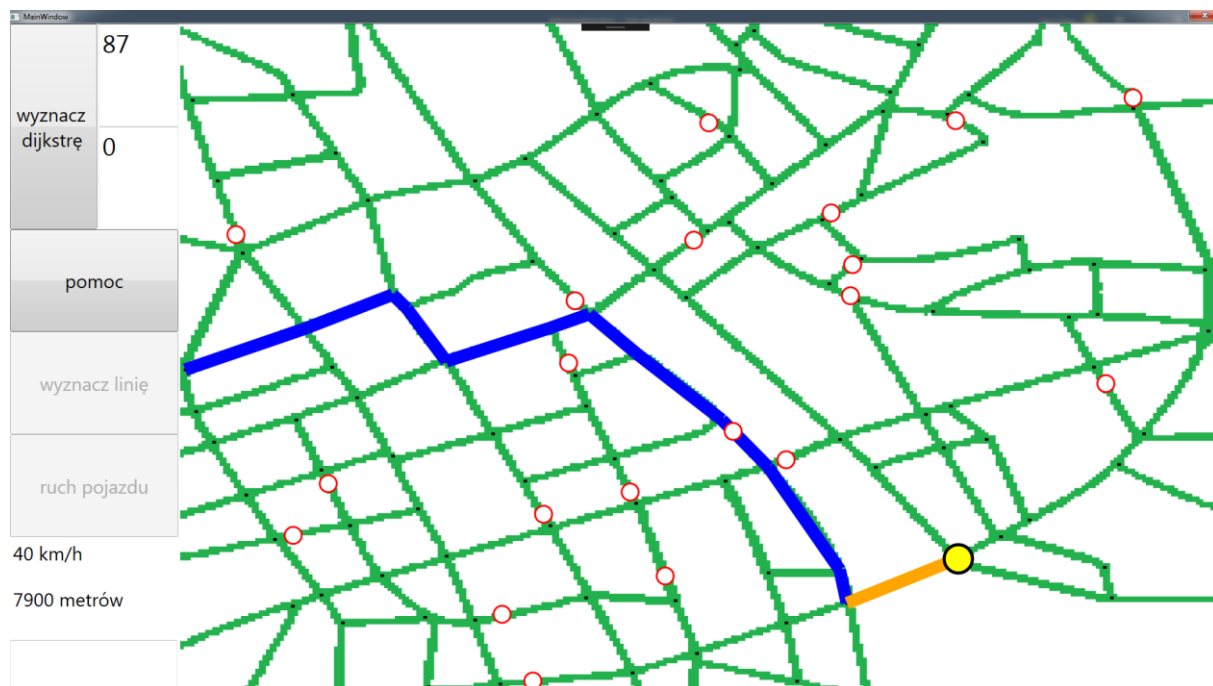 MainWindow
wyznacz
dijkstrę
87
0
pomoc
wyznacz linię
ruch pojazdu
40 km/h
7900 metrów